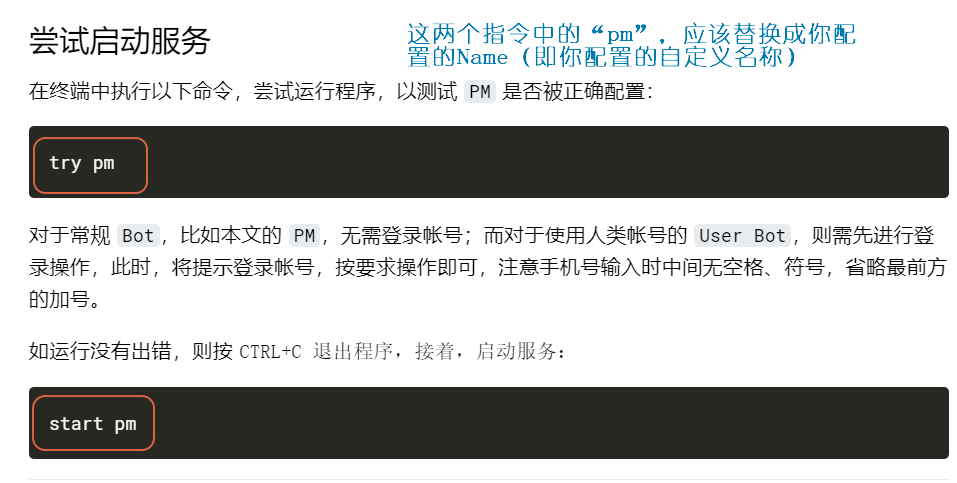 尝试启动服务
这两个指令中的“pm”，应该替换成你配
置的Name（即你配置的自定义名称）
在终端中执行以下命令，尝试运行程序，以测试 PM 是否被正确配置：
try pm
对于常规 Bot，比如本文的 PM，无需登录帐号；而对于使用人类帐号的 User Bot，则需先进行登
录操作，此时，将提示登录帐号，按要求操作即可，注意手机号输入时中间无空格、符号，省略最前方
的加号。
如运行没有出错，则按 CTRL+C 退出程序，接着，启动服务：
start pm